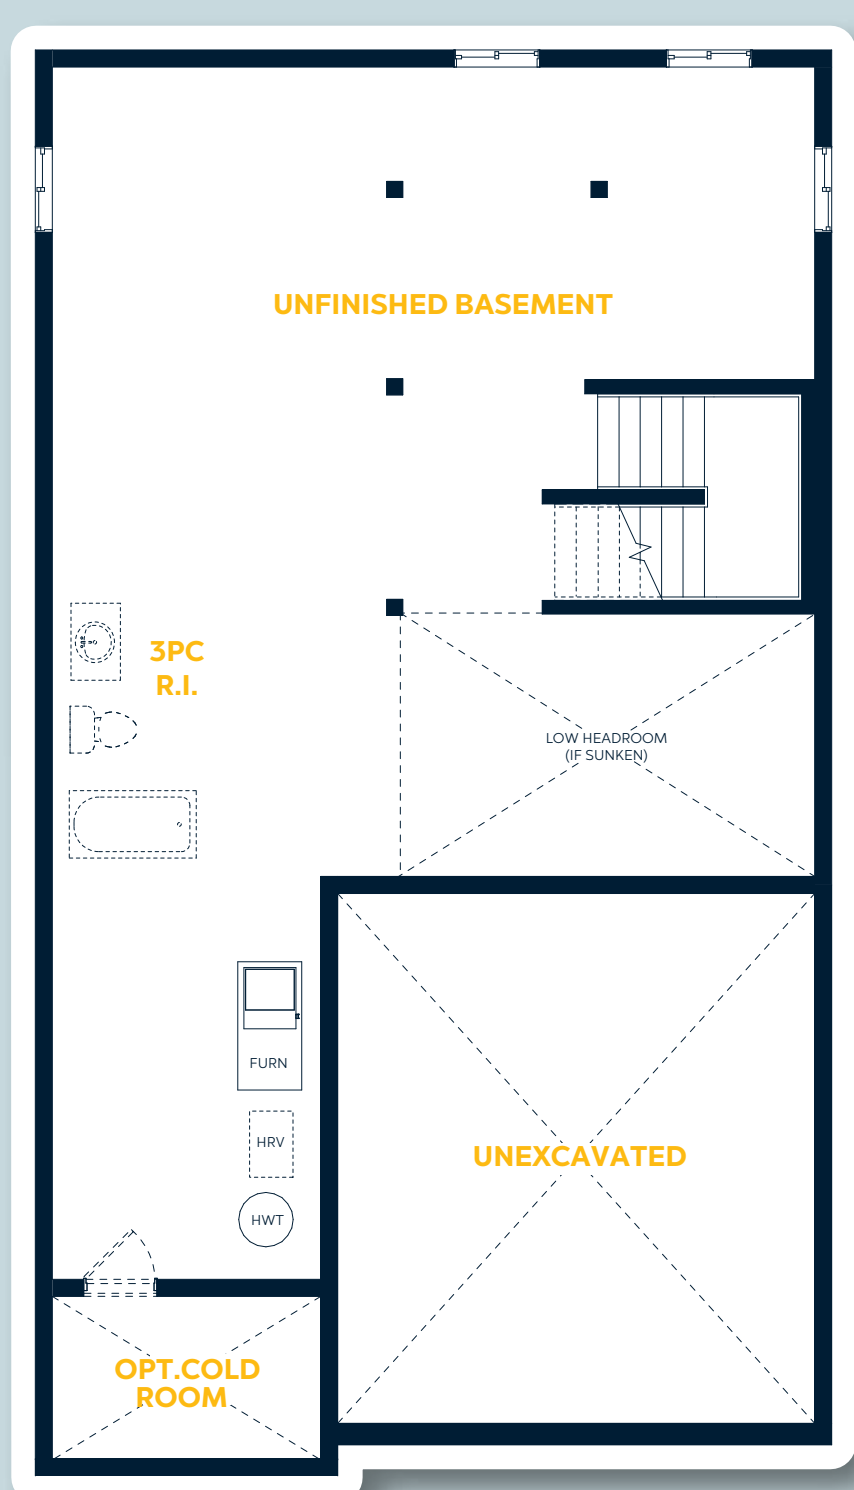 UNFINISHED BASEMENT
3PC
R.I.
LOW HEADROOM
(IF SUNKEN)
FURN
HRV
UNEXCAVATED
HWT
OPT.COLD
ROOM